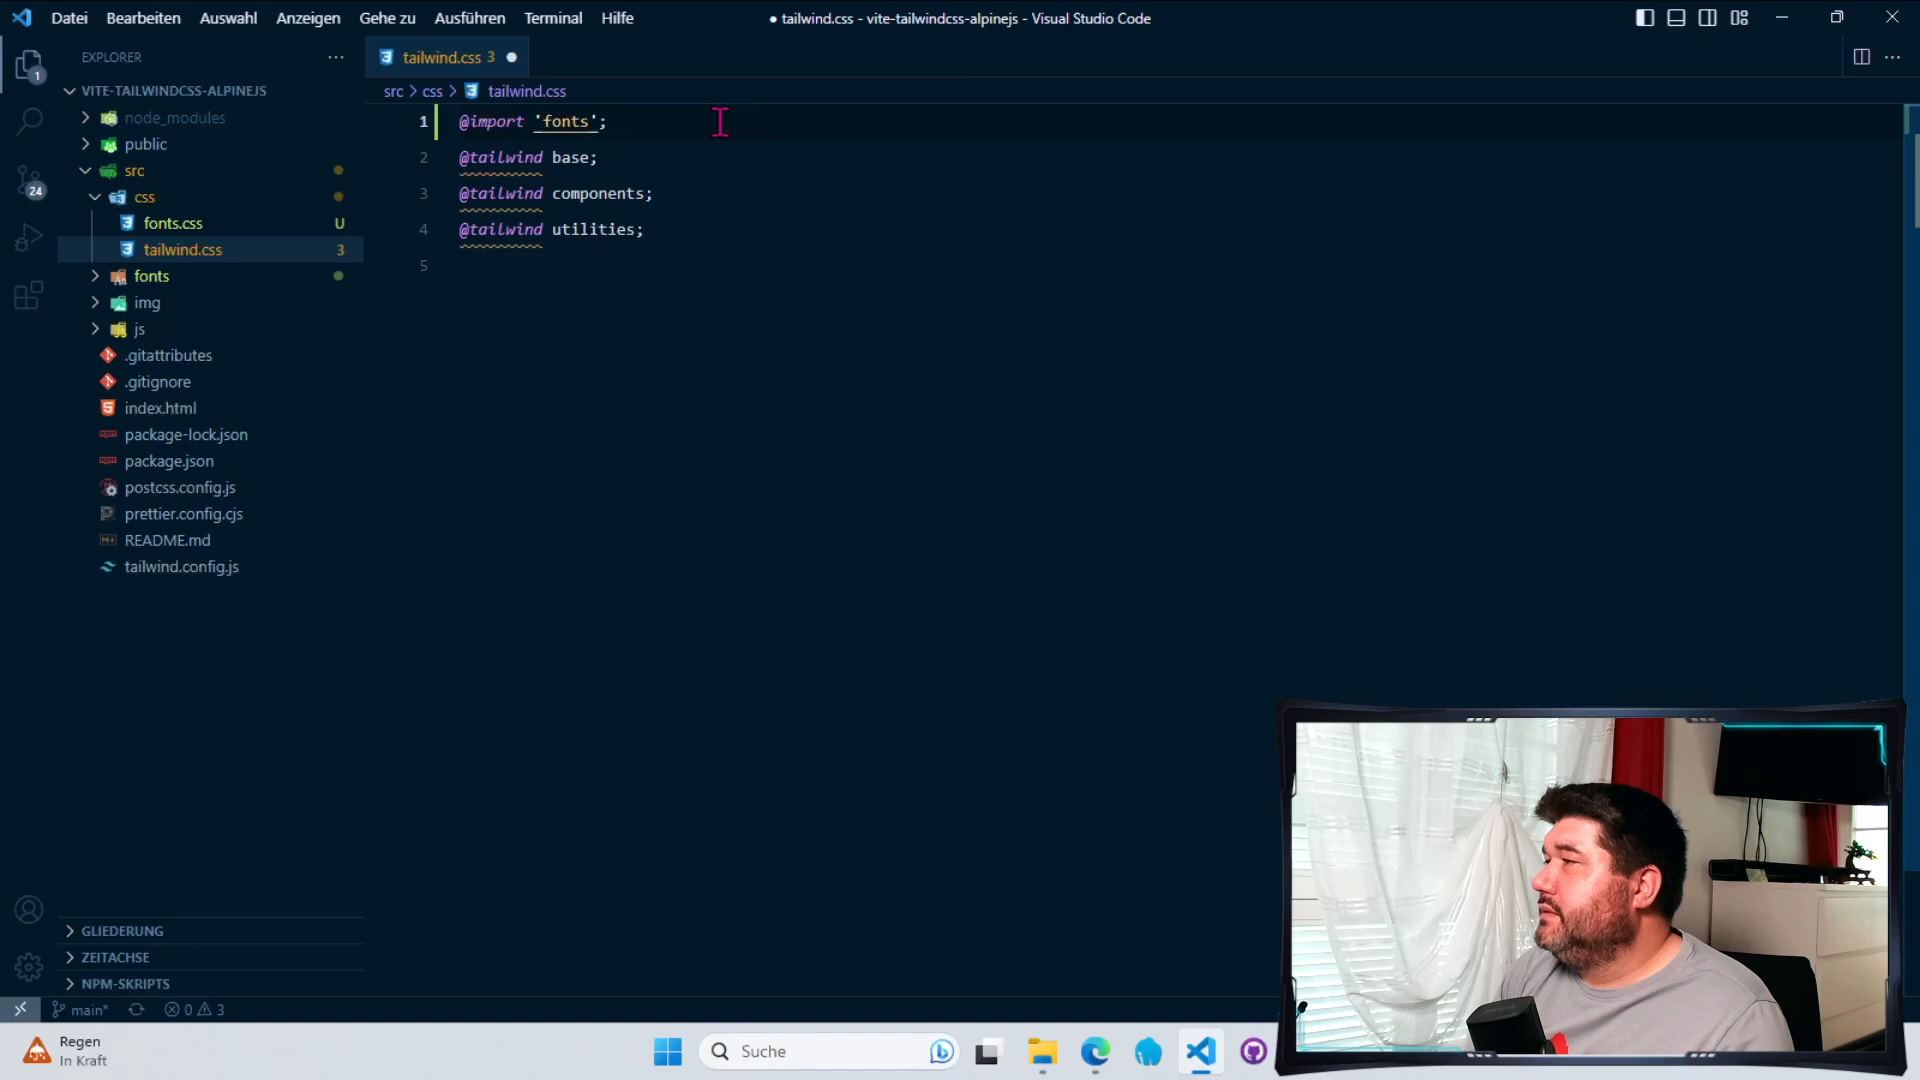 Datei Bearbeiten Auswahl Anzeigen Gehe zu Ausführen Terminal Hilfe
● tailwind.css - vite-tailwindcss-alpinejs - Visual Studio Code
EXPLORER
tailwind.css 3
src > css > tailwind.css
VITE-TAILWINDCSS-ALPINEJS
node_modules
public
src
css
fonts.css U
tailwind.css 3
fonts
img
js
.gitattributes
.gitignore
index.html
package-lock.json
package.json
postcss.config.js
prettier.config.cjs
README.md
tailwind.config.js
1
24
1 @import 'fonts';
2 @tailwind base;
3 @tailwind components;
4 @tailwind utilities;
5
GLIEDERUNG
ZEITACHSE
NPM-SKRIPTS
main* 0 3
Regen
In Kraft
Suche